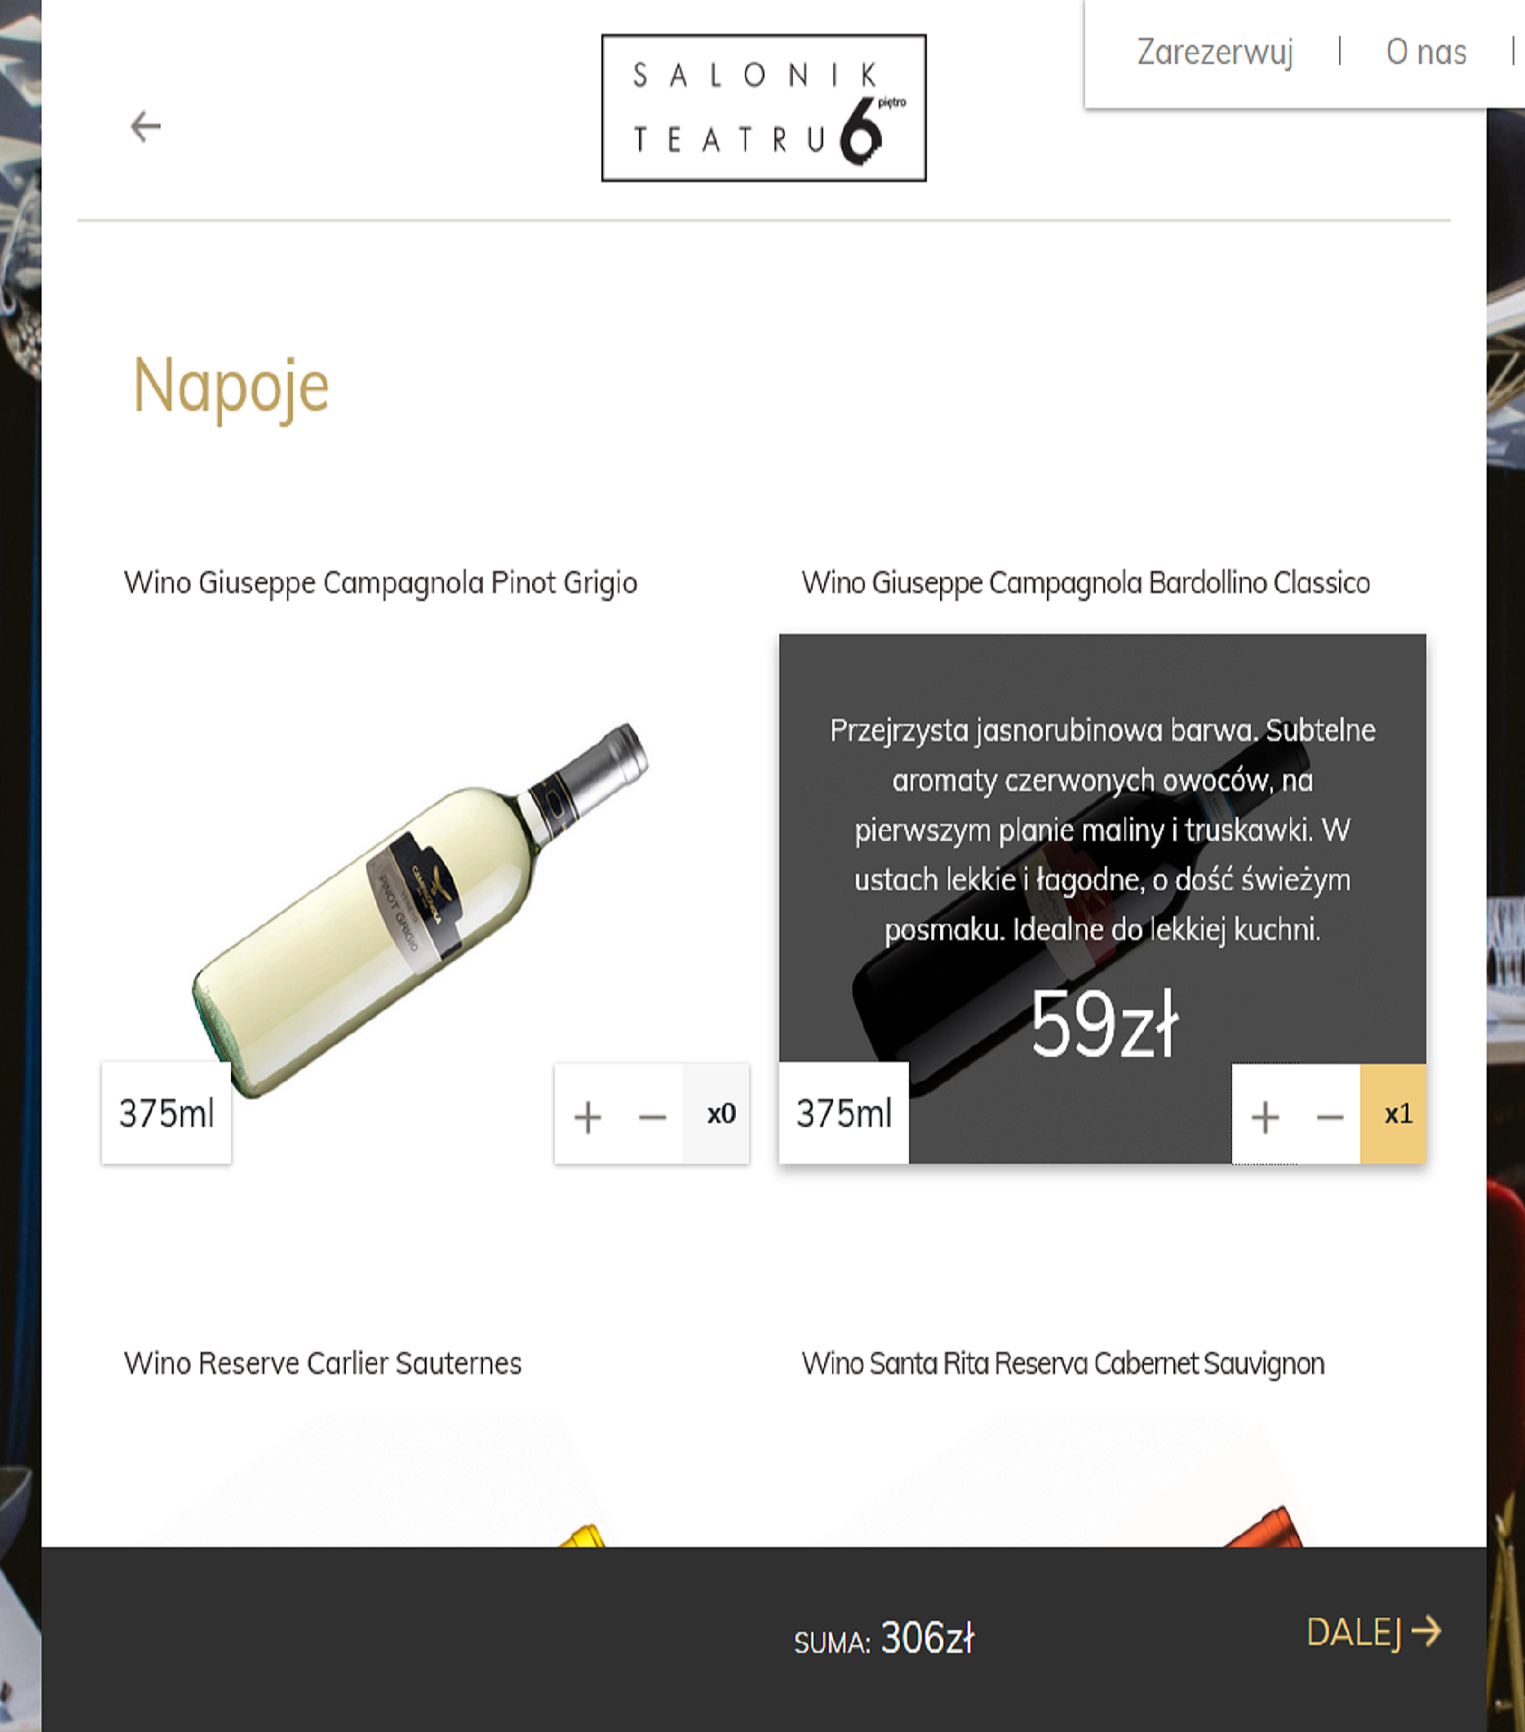 Zarezerwuj | O nas |
SALONIK
piętro
TEATRU 6
Napoje
Wino Giuseppe Campagnola Pinot Grigio
Wino Giuseppe Campagnola Bardollino Classico
CAMPAGNOLA
VENETO
PINOT GRIGIO
Przejrzysta jasnorubinowa barwa. Subtelne
aromaty czerwonych owoców, na
pierwszym planie maliny i truskawki. W
ustach lekkie i łagodne, o dość świeżym
posmaku. Idealne do lekkiej kuchni.
59zł
375ml
+ − x0
375ml
+ − x1
Wino Reserve Carlier Sauternes
Wino Santa Rita Reserva Cabernet Sauvignon
SUMA: 306zł
DALEJ →